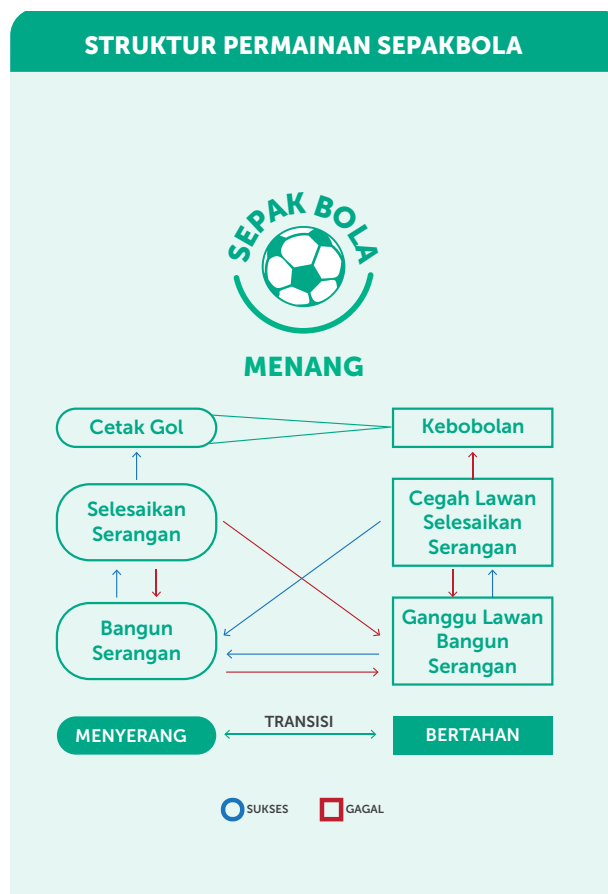 STRUKTUR PERMAINAN SEPAKBOLA
SEPAK BOLA
MENANG
Cetak Gol
Kebobolan
Selesaikan
Serangan
Cegah Lawan
Selesaikan
Serangan
Bangun
Serangan
Ganggu Lawan
Bangun
Serangan
MENYERANG
TRANSISI
BERTAHAN
SUKSES
GAGAL